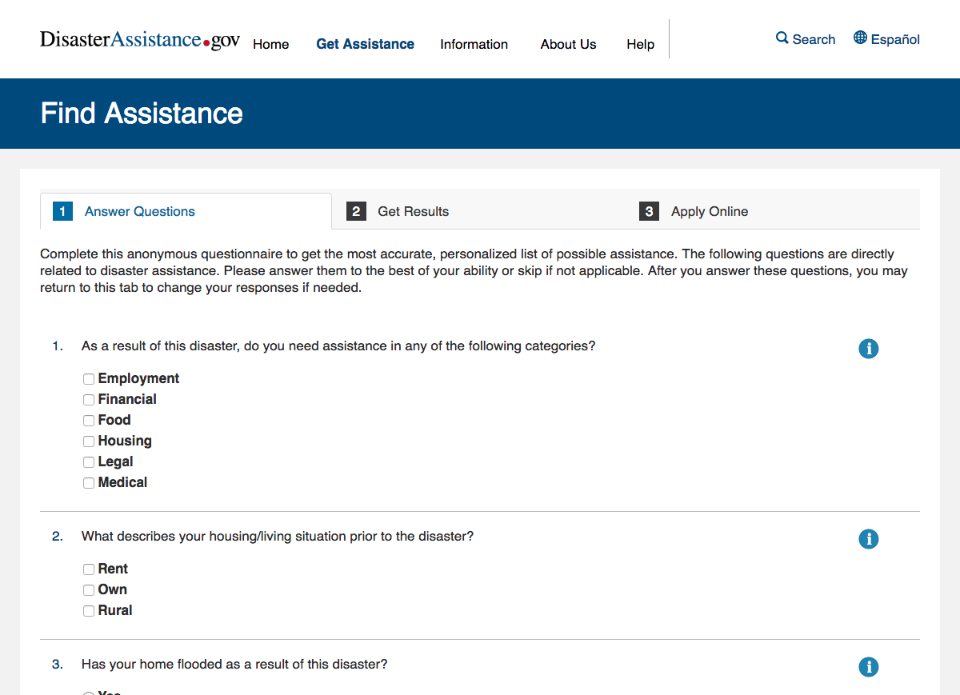 DisasterAssistance.gov Home Get Assistance Information About Us Help Search Español
Find Assistance
1 Answer Questions 2 Get Results 3 Apply Online
Complete this anonymous questionnaire to get the most accurate, personalized list of possible assistance. The following questions are directly
related to disaster assistance. Please answer them to the best of your ability or skip if not applicable. After you answer these questions, you may
return to this tab to change your responses if needed.
1. As a result of this disaster, do you need assistance in any of the following categories?
Employment
Financial
Food
Housing
Legal
Medical
2. What describes your housing/living situation prior to the disaster?
Rent
Own
Rural
3. Has your home flooded as a result of this disaster?
Yes